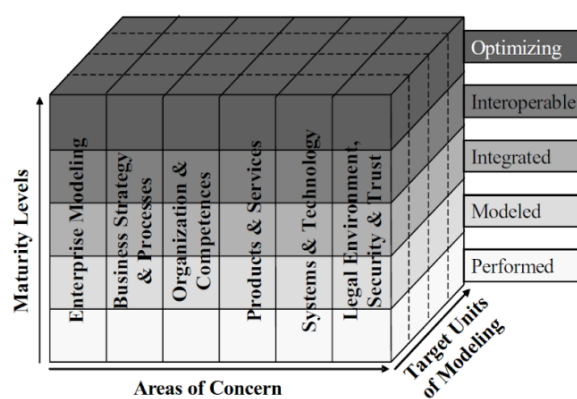 Optimizing
Interoperable
Integrated
Modeled
Performed
Maturity Levels
Enterprise Modeling
Business Strategy
& Processes
Organization &
Competences
Products & Services
Systems & Technology
Legal Environment,
Security & Trust
Areas of Concern
Target Units
of Modeling